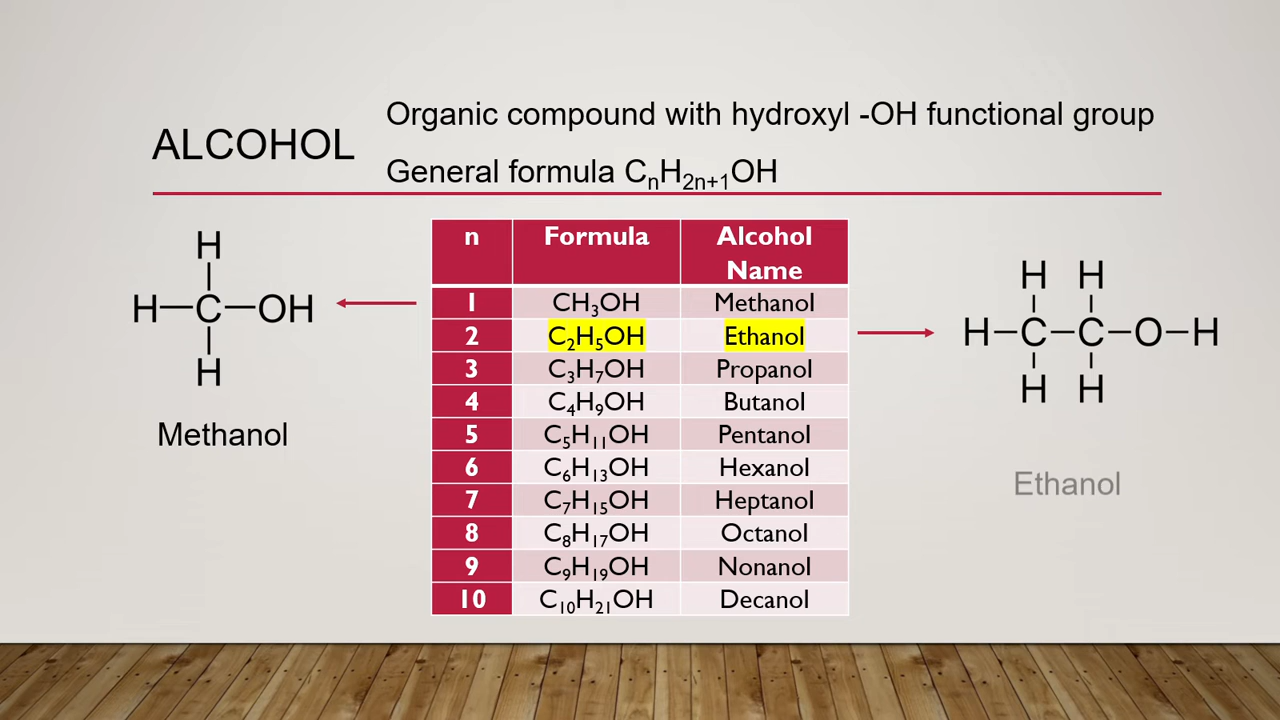 ALCOHOL
Organic compound with hydroxyl -OH functional group
General formula CₙH₂ₙ₊₁OH
H
H—C—OH
H
Methanol
n Formula Alcohol Name
1 CH₃OH Methanol
2 C₂H₅OH Ethanol
3 C₃H₇OH Propanol
4 C₄H₉OH Butanol
5 C₅H₁₁OH Pentanol
6 C₆H₁₃OH Hexanol
7 C₇H₁₅OH Heptanol
8 C₈H₁₇OH Octanol
9 C₉H₁₉OH Nonanol
10 C₁₀H₂₁OH Decanol
H H
H—C—C—O—H
H H
Ethanol